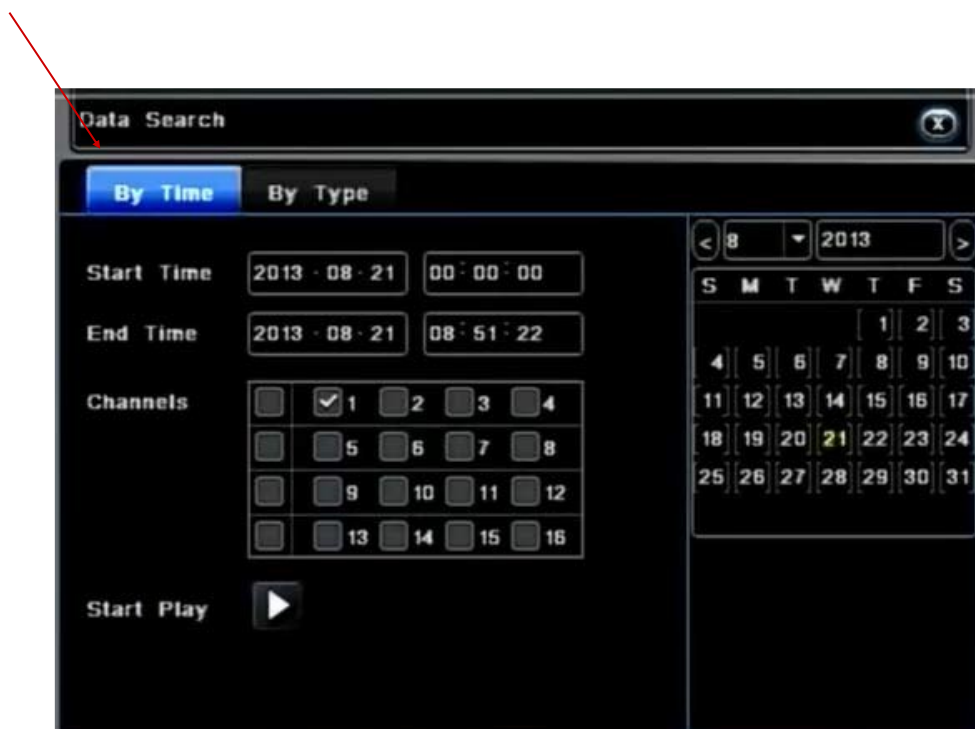 Data Search
X
By Time By Type
Start Time 2013 - 08 - 21 00 : 00 : 00
End Time 2013 - 08 - 21 08 : 51 : 22
Channels 1 2 3 4
5 6 7 8
9 10 11 12
13 14 15 16
Start Play
< 8 2013 >
S M T W T F S
1 2 3
4 5 6 7 8 9 10
11 12 13 14 15 16 17
18 19 20 21 22 23 24
25 26 27 28 29 30 31